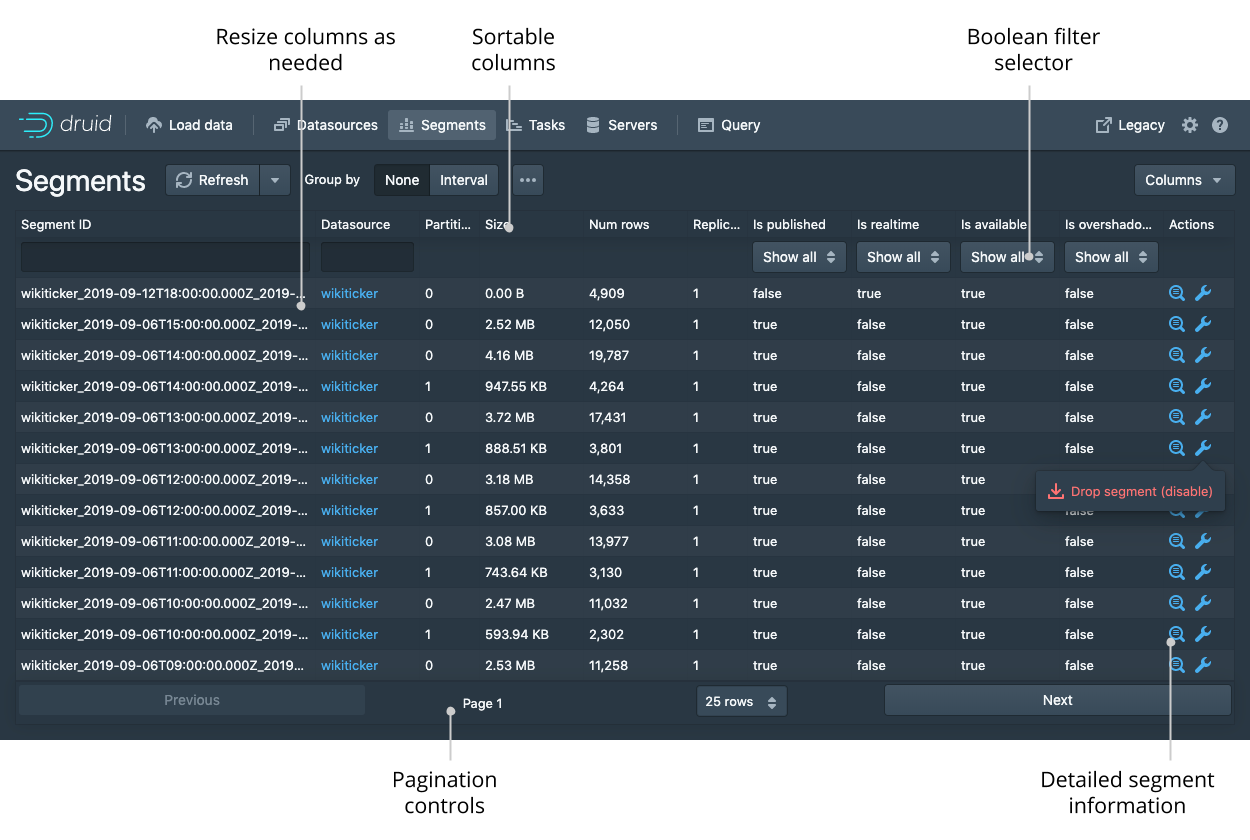 Resize columns as
needed
Sortable
columns
Boolean filter
selector
druid Load data Datasources Segments Tasks Servers Query Legacy
Segments Refresh Group by None Interval Columns
Segment ID Datasource Partiti... Size Num rows Replic... Is published Is realtime Is available Is overshado... Actions
Show all Show all Show all Show all
wikiticker_2019-09-12T18:00:00.000Z_2019-... wikiticker 0 0.00 B 4,909 1 false true true false
wikiticker_2019-09-06T15:00:00.000Z_2019-... wikiticker 0 2.52 MB 12,050 1 true false true false
wikiticker_2019-09-06T14:00:00.000Z_2019-... wikiticker 0 4.16 MB 19,787 1 true false true false
wikiticker_2019-09-06T14:00:00.000Z_2019-... wikiticker 1 947.55 KB 4,264 1 true false true false
wikiticker_2019-09-06T13:00:00.000Z_2019-... wikiticker 0 3.72 MB 17,431 1 true false true false
wikiticker_2019-09-06T13:00:00.000Z_2019-... wikiticker 1 888.51 KB 3,801 1 true false true false
wikiticker_2019-09-06T12:00:00.000Z_2019-... wikiticker 0 3.18 MB 14,358 1 true false true
Drop segment (disable)
wikiticker_2019-09-06T12:00:00.000Z_2019-... wikiticker 1 857.00 KB 3,633 1 true false true false
wikiticker_2019-09-06T11:00:00.000Z_2019-... wikiticker 0 3.08 MB 13,977 1 true false true false
wikiticker_2019-09-06T11:00:00.000Z_2019-... wikiticker 1 743.64 KB 3,130 1 true false true false
wikiticker_2019-09-06T10:00:00.000Z_2019-... wikiticker 0 2.47 MB 11,032 1 true false true false
wikiticker_2019-09-06T10:00:00.000Z_2019-... wikiticker 1 593.94 KB 2,302 1 true false true false
wikiticker_2019-09-06T09:00:00.000Z_2019... wikiticker 0 2.53 MB 11,258 1 true false true false
Previous Page 1 25 rows Next
Pagination
controls
Detailed segment
information